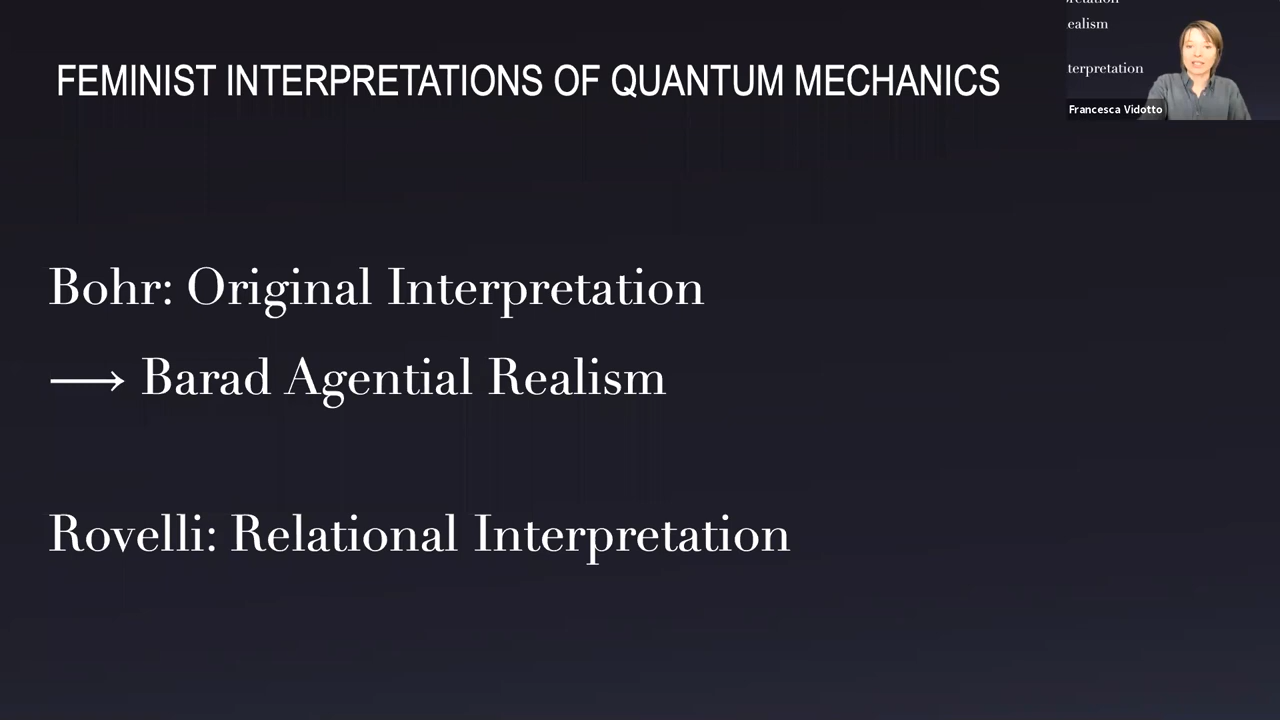 FEMINIST INTERPRETATIONS OF QUANTUM MECHANICS
ealism
terpretation
Francesca Vidotto
Bohr: Original Interpretation
⟶ Barad Agential Realism
Rovelli: Relational Interpretation